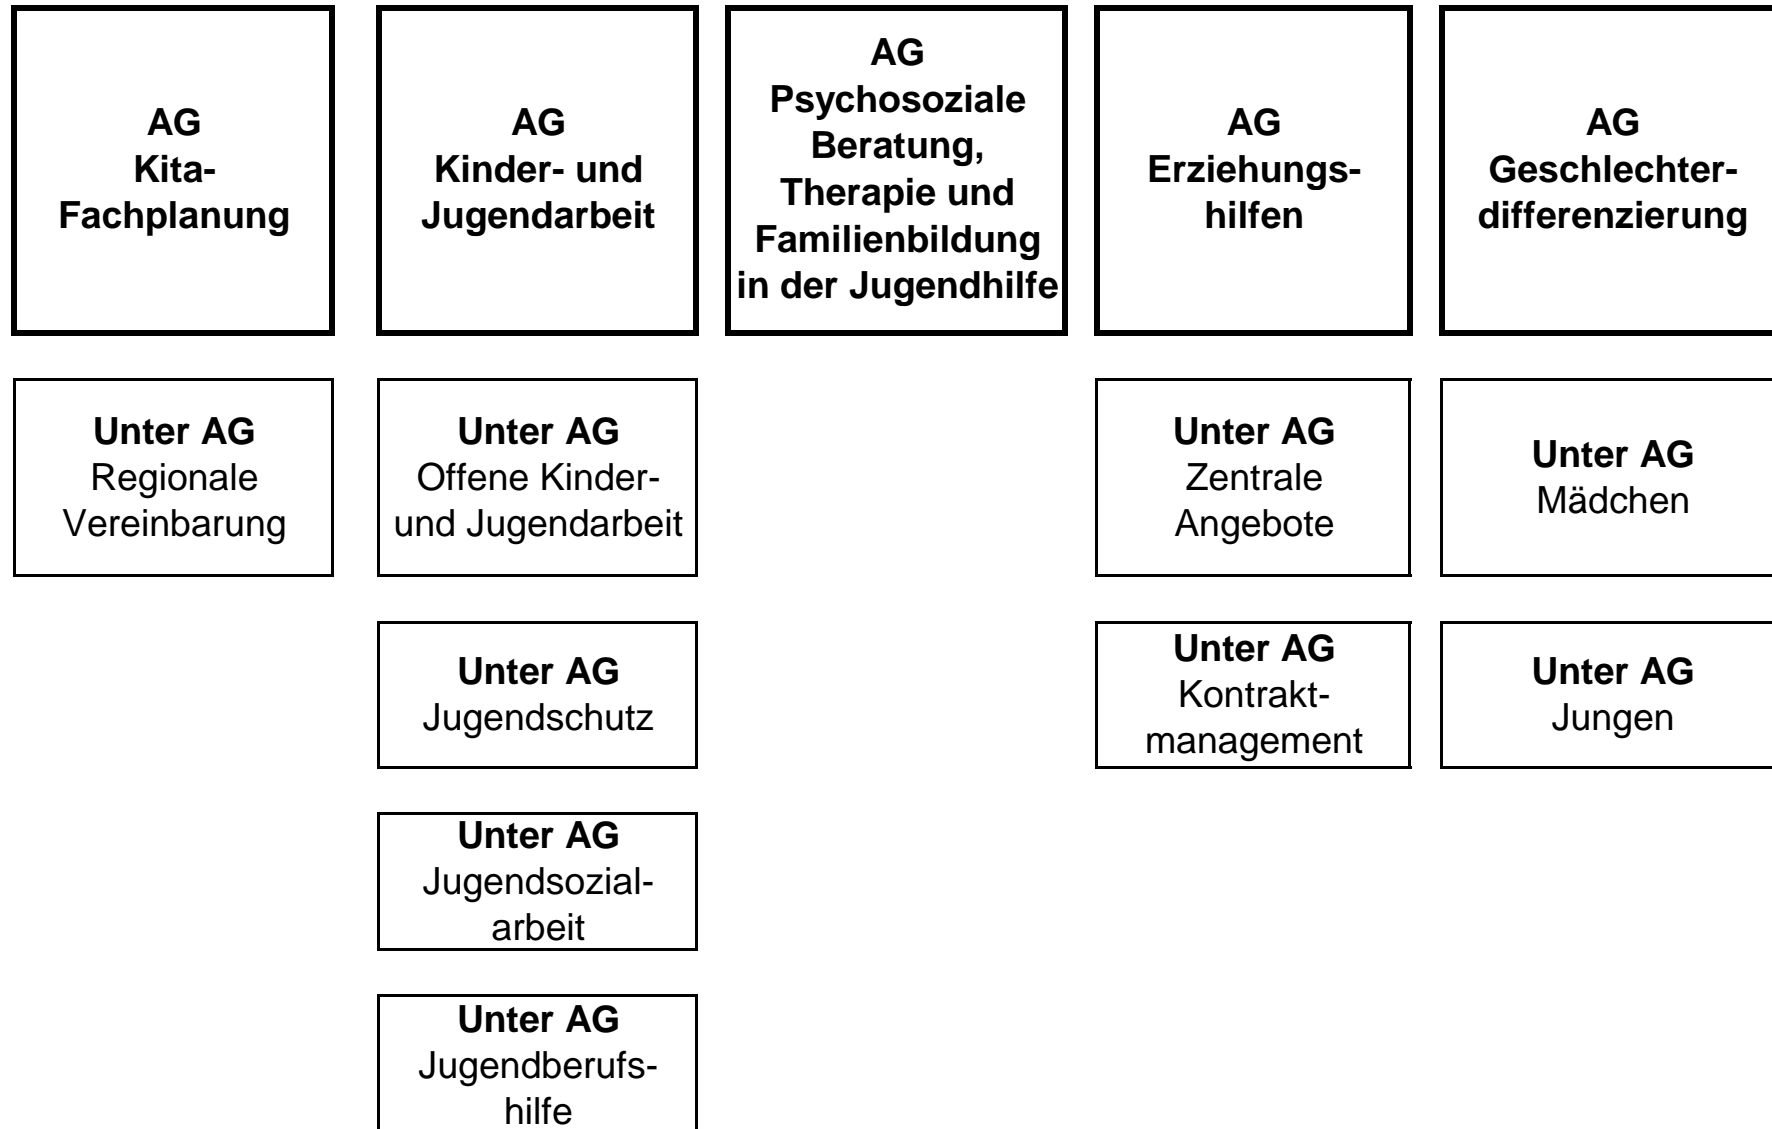 AG
Kita-
Fachplanung
AG
Kinder- und
Jugendarbeit
AG
Psychosoziale
Beratung,
Therapie und
Familienbildung
in der Jugendhilfe
AG
Erziehungs-
hilfen
AG
Geschlechter-
differenzierung
Unter AG
Regionale
Vereinbarung
Unter AG
Offene Kinder-
und Jugendarbeit
Unter AG
Zentrale
Angebote
Unter AG
Mädchen
Unter AG
Jugendschutz
Unter AG
Kontrakt-
management
Unter AG
Jungen
Unter AG
Jugendsozial-
arbeit
Unter AG
Jugendberufs-
hilfe